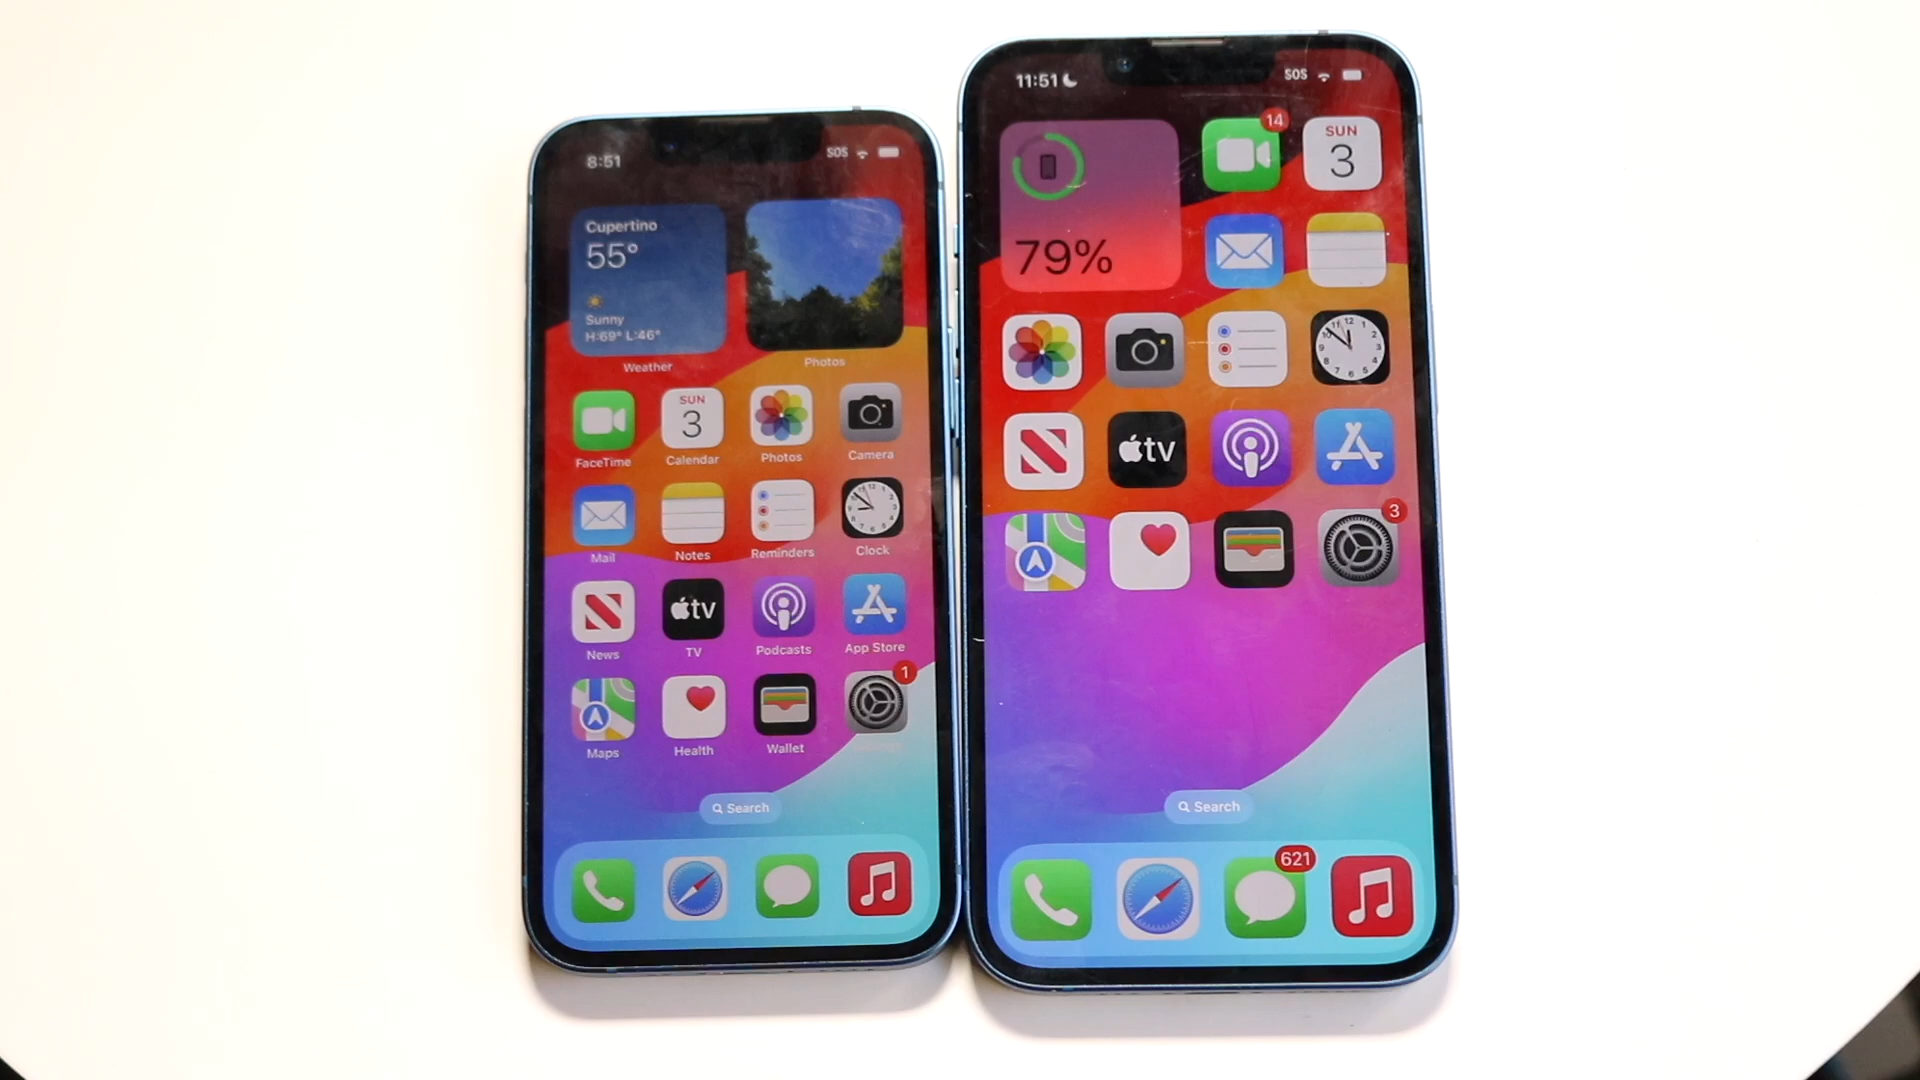 8:51
SOS
Cupertino
55°
Sunny
H:69° L:46°
Weather
Photos
SUN
3
FaceTime
Calendar
Photos
Camera
Mail
Notes
Reminders
Clock
tv
News
TV
Podcasts
App Store
1
Maps
Health
Wallet
Search
11:51
SOS
14
SUN
3
79%
tv
3
Search
621